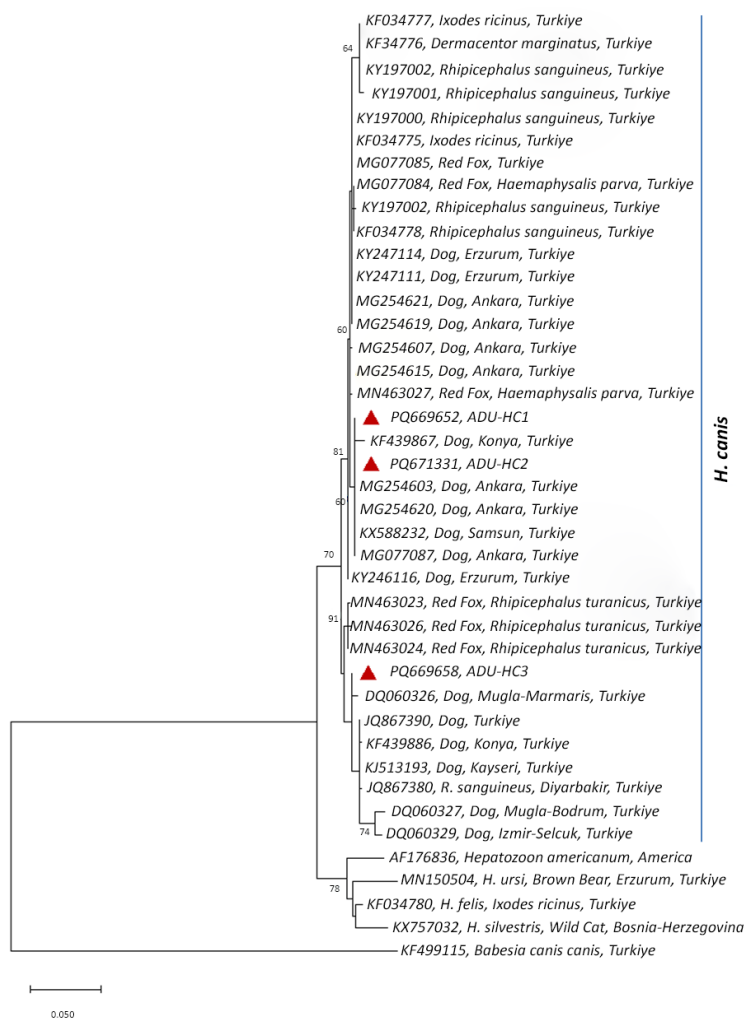 KF034777, Ixodes ricinus, Turkiye
64
KF34776, Dermacentor marginatus, Turkiye
KY197002, Rhipicephalus sanguineus, Turkiye
KY197001, Rhipicephalus sanguineus, Turkiye
KY197000, Rhipicephalus sanguineus, Turkiye
KF034775, Ixodes ricinus, Turkiye
MG077085, Red Fox, Turkiye
MG077084, Red Fox, Haemaphysalis parva, Turkiye
KY197002, Rhipicephalus sanguineus, Turkiye
KF034778, Rhipicephalus sanguineus, Turkiye
KY247114, Dog, Erzurum, Turkiye
KY247111, Dog, Erzurum, Turkiye
MG254621, Dog, Ankara, Turkiye
MG254619, Dog, Ankara, Turkiye
60
MG254607, Dog, Ankara, Turkiye
MG254615, Dog, Ankara, Turkiye
MN463027, Red Fox, Haemaphysalis parva, Turkiye
PQ669652, ADU-HC1
KF439867, Dog, Konya, Turkiye
H. canis
81
PQ671331, ADU-HC2
MG254603, Dog, Ankara, Turkiye
60
MG254620, Dog, Ankara, Turkiye
KX588232, Dog, Samsun, Turkiye
MG077087, Dog, Ankara, Turkiye
70
KY246116, Dog, Erzurum, Turkiye
MN463023, Red Fox, Rhipicephalus turanicus, Turkiye
91
MN463026, Red Fox, Rhipicephalus turanicus, Turkiye
MN463024, Red Fox, Rhipicephalus turanicus, Turkiye
PQ669658, ADU-HC3
DQ060326, Dog, Mugla-Marmaris, Turkiye
JQ867390, Dog, Turkiye
KF439886, Dog, Konya, Turkiye
KJ513193, Dog, Kayseri, Turkiye
JQ867380, R. sanguineus, Diyarbakir, Turkiye
DQ060327, Dog, Mugla-Bodrum, Turkiye
74
DQ060329, Dog, Izmir-Selcuk, Turkiye
AF176836, Hepatozoon americanum, America
78
MN150504, H. ursi, Brown Bear, Erzurum, Turkiye
KF034780, H. felis, Ixodes ricinus, Turkiye
KX757032, H. silvestris, Wild Cat, Bosnia-Herzegovina
KF499115, Babesia canis canis, Turkiye
0.050